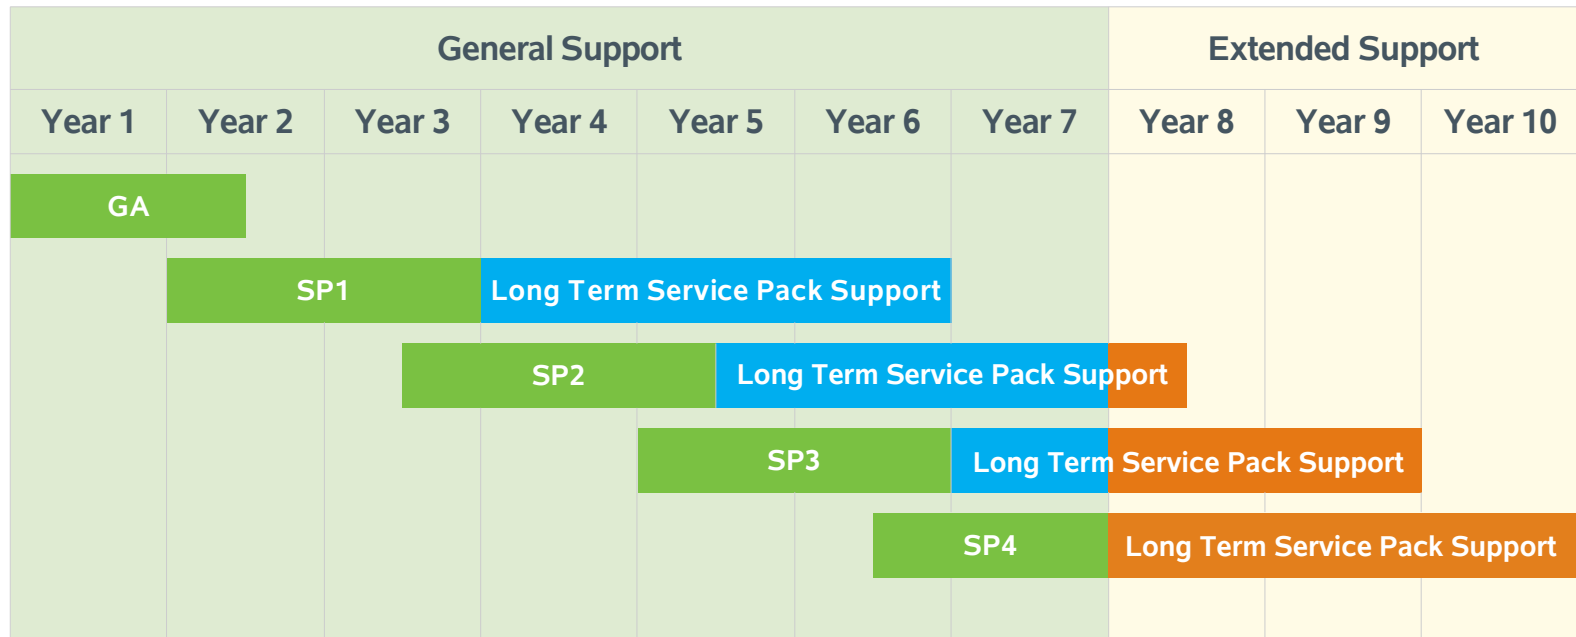 General Support Extended Support
Year 1 Year 2 Year 3 Year 4 Year 5 Year 6 Year 7 Year 8 Year 9 Year 10
GA
SP1 Long Term Service Pack Support
SP2 Long Term Service Pack Support
SP3 Long Term Service Pack Support
SP4 Long Term Service Pack Support